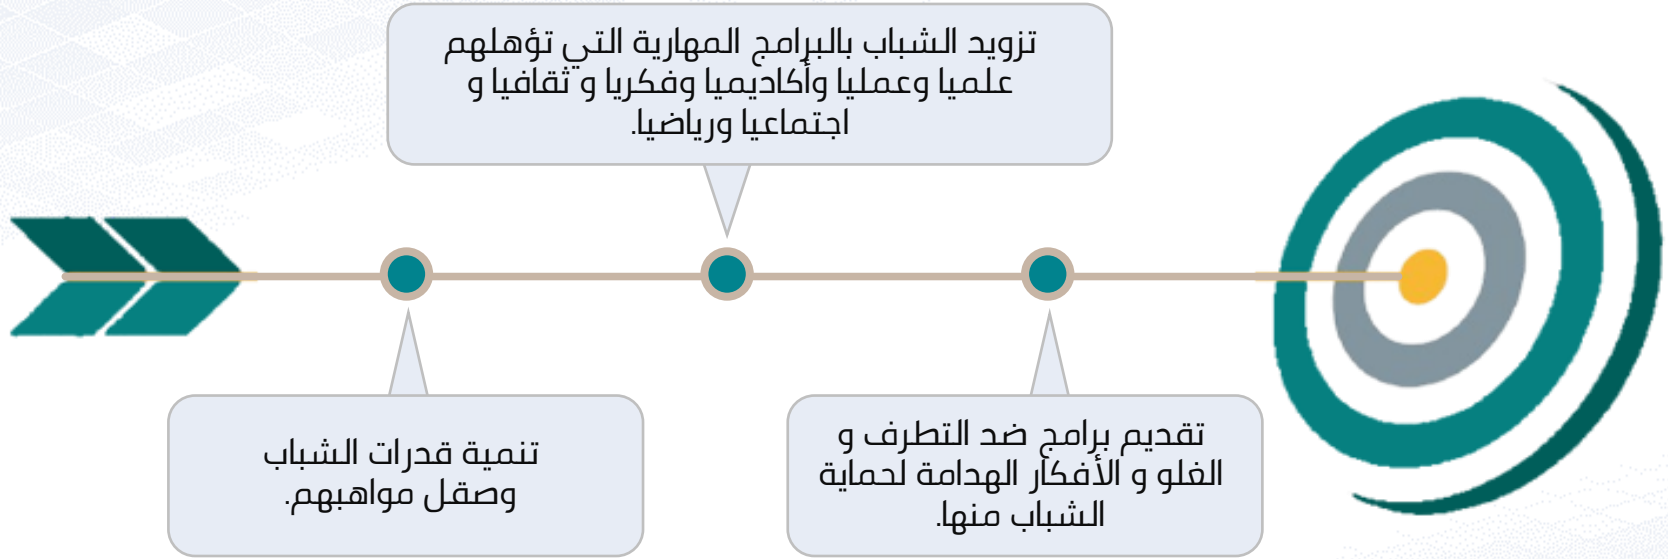 تزويد الشباب بالبرامج المهارية التي تؤهلهم
علميا وعمليا وأكاديميا وفكريا و ثقافيا و
اجتماعيا ورياضيا.
تقديم برامج ضد التطرف و
الغلو و الأفكار الهدامة لحماية
الشباب منها.
تنمية قدرات الشباب
وصقل مواهبهم.